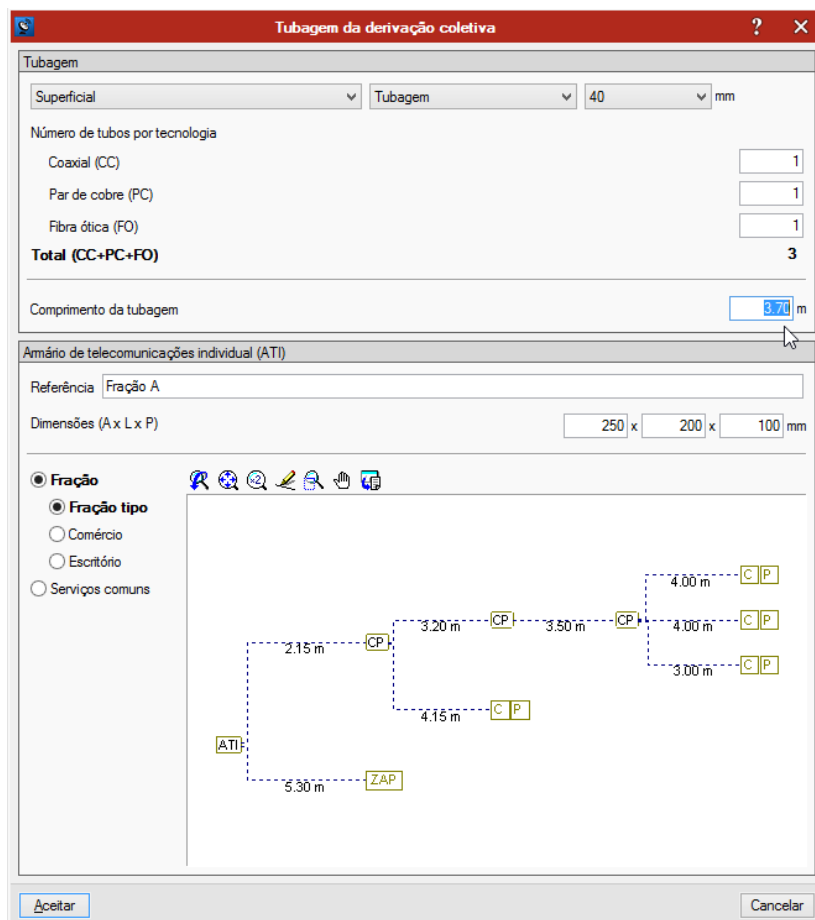 Tubagem da derivação coletiva ? ×
Tubagem
Superficial Tubagem 40 mm
Número de tubos por tecnologia
Coaxial (CC) 1
Par de cobre (PC) 1
Fibra ótica (FO) 1
Total (CC+PC+FO) 3
Comprimento da tubagem 3.70 m
Armário de telecomunicações individual (ATI)
Referência Fração A
Dimensões (A x L x P) 250 x 200 x 100 mm
Fração
x2
Fração tipo
Comércio
Escritório
Serviços comuns
4.00 m C P
3.20 m CP 3.50 m CP 4.00 m C P
2.15 m CP
3.00 m C P
4.15 m C P
ATI
5.30 m ZAP
Aceitar Cancelar